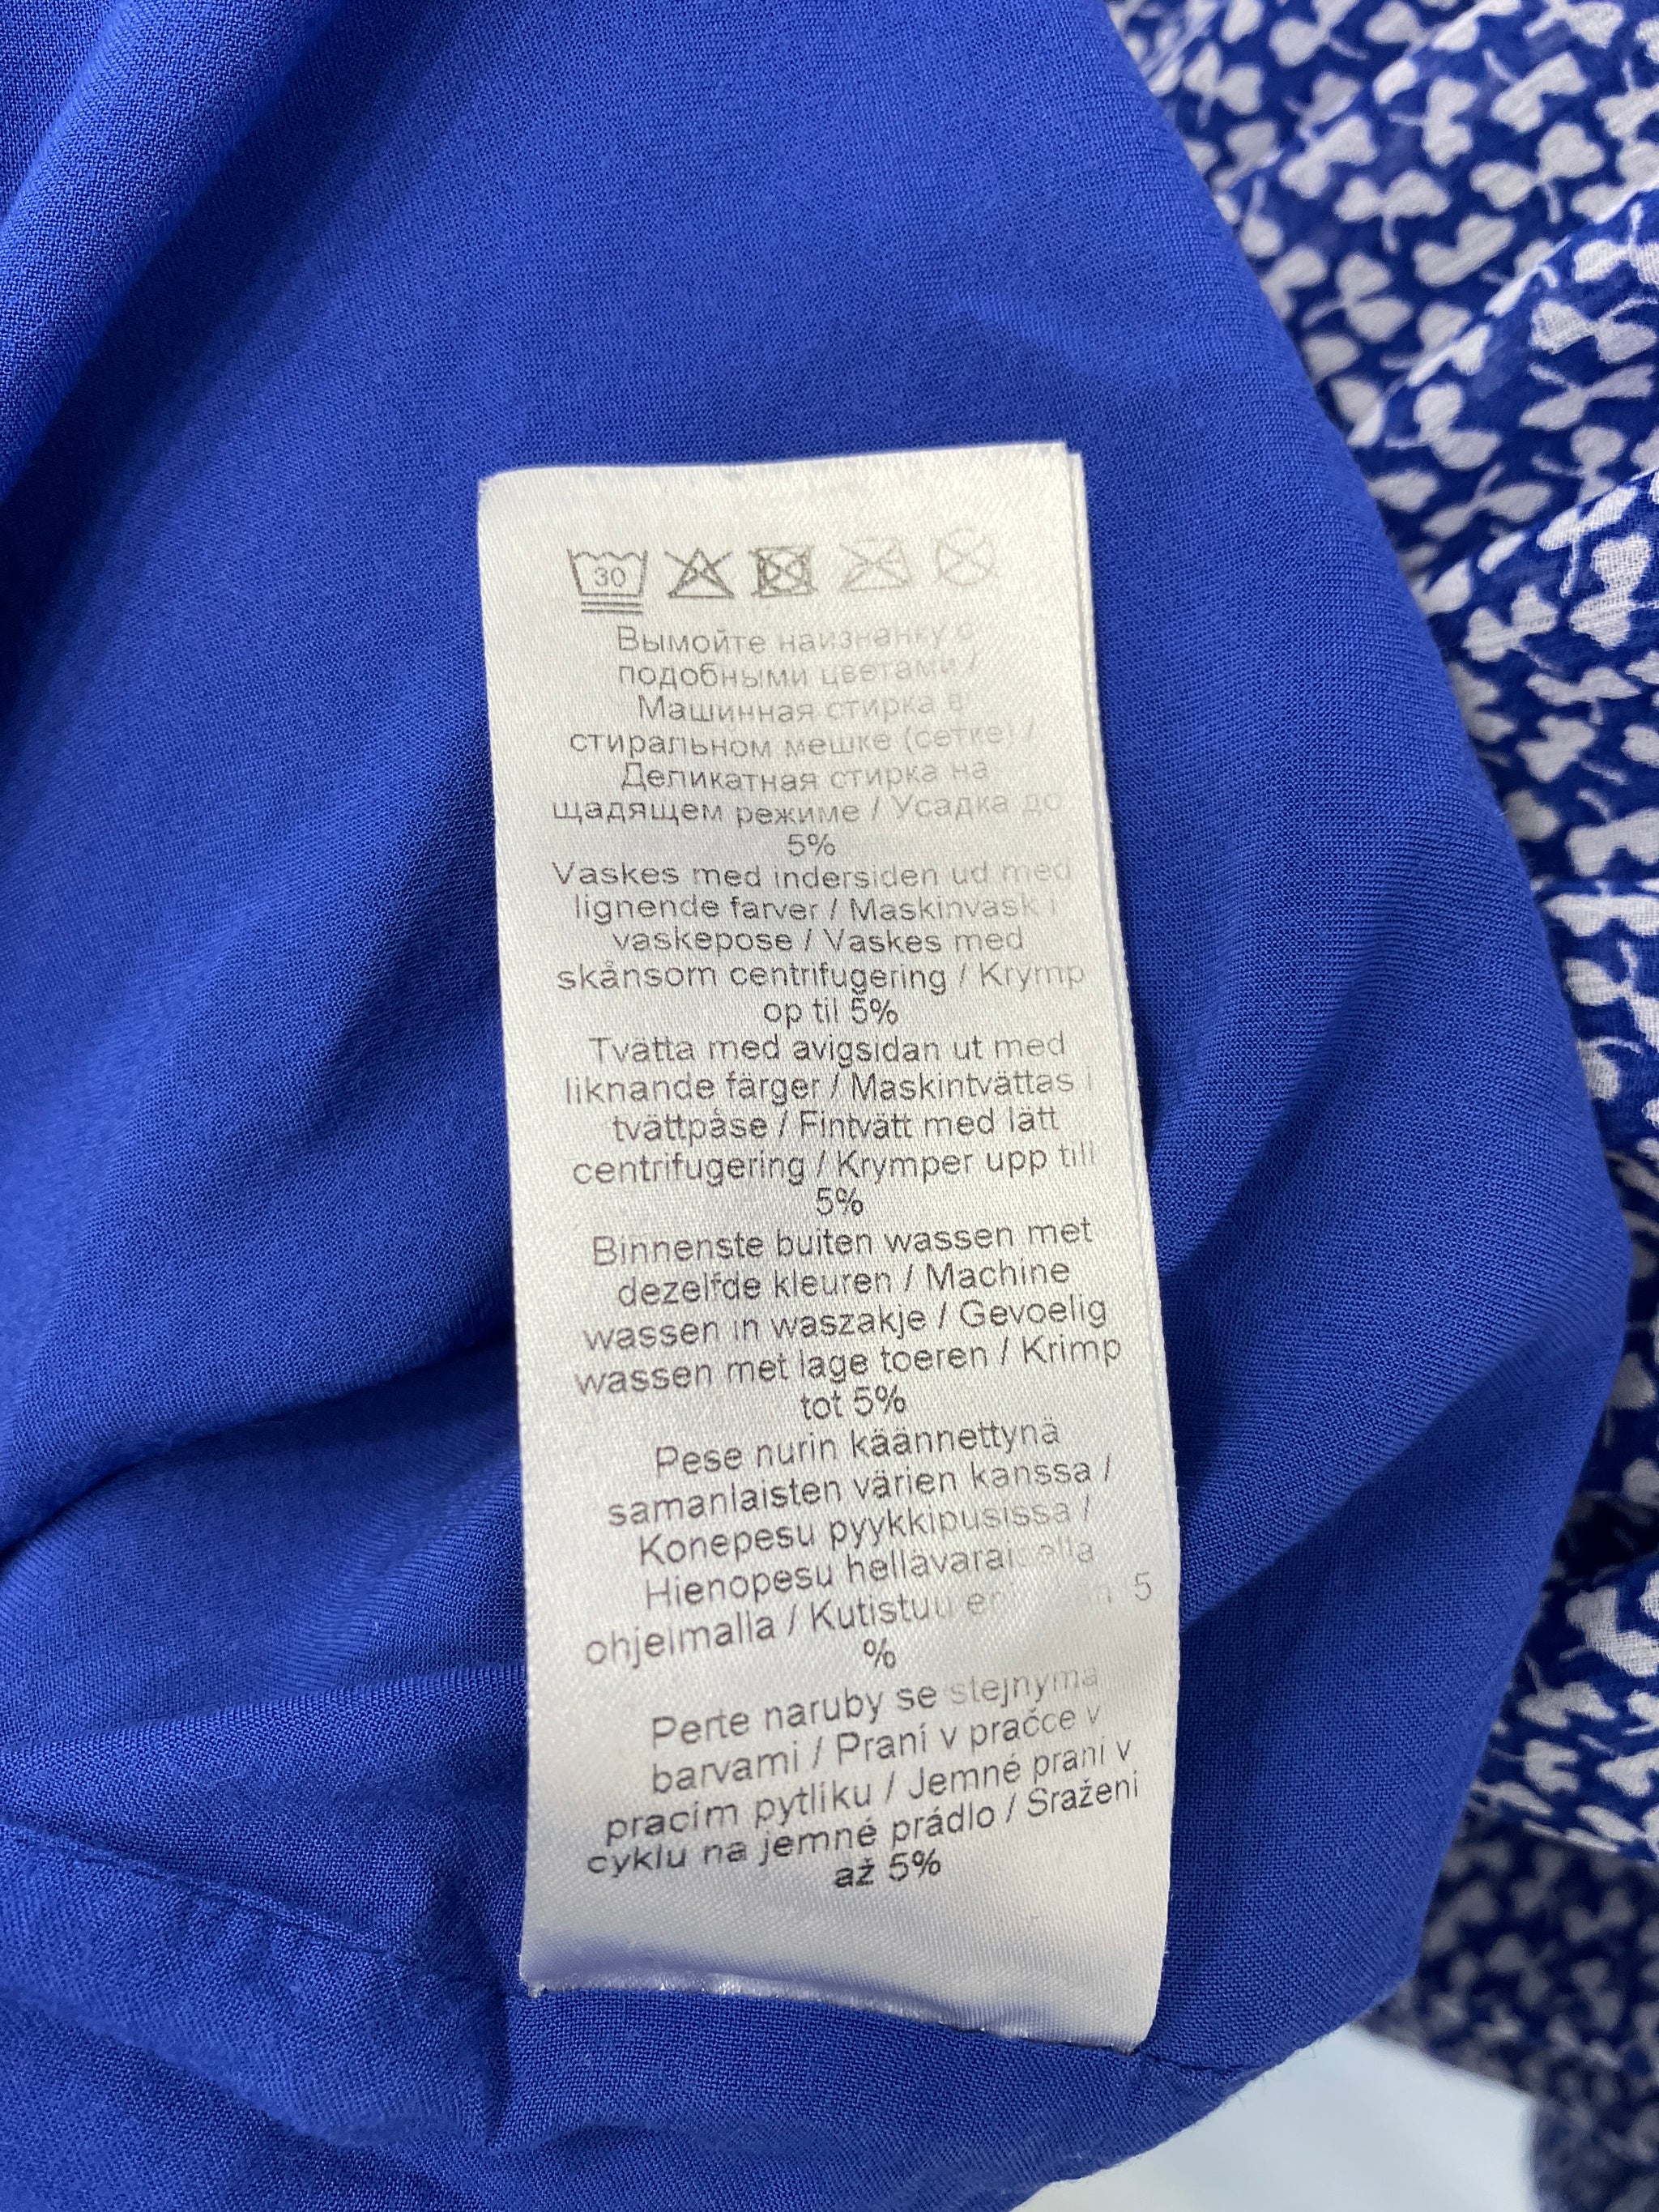 30
Вымойте наизнанку с
подобными цветами /
Машинная стирка в
стиральном мешке (сетке) /
Деликатная стирка на
щадящем режиме / Усадка до
5%
Vaskes med indersiden ud med
lignende farver / Maskinvask i
vaskepose / Vaskes med
skånsom centrifugering / Krymp
op til 5%
Tvätta med avigsidan ut med
liknande färger / Maskintvättas i
tvättpåse / Fintvätt med lätt
centrifugering / Krymper upp till
5%
Binnenste buiten wassen met
dezelfde kleuren / Machine
wassen in waszakje / Gevoelig
wassen met lage toeren / Krimp
tot 5%
Pese nurin käännettynä
samanlaisten värien kanssa /
Konepesu pyykkipusissa /
Hienopesu hellävaraisella
ohjelmalla / Kutistuu 5
%
Perte naruby se stejnýma
barvami / Praní v pračce v
pracím pytlíku / Jemné praní v
cyklu na jemné prádlo / Sražení
až 5%